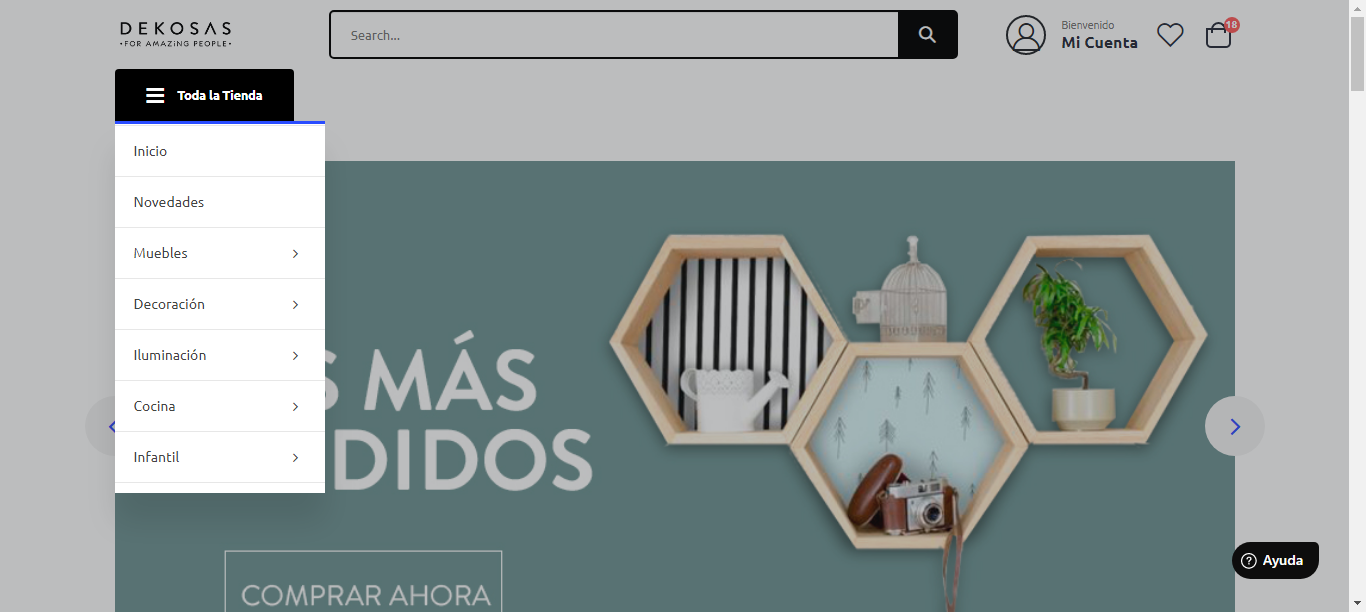 DEKOSAS
•FOR AMAZING PEOPLE•
Search...
Bienvenido
Mi Cuenta
18
Toda la Tienda
Inicio
Novedades
Muebles
Decoración
Iluminación
Cocina
Infantil
MÁS
DIDOS
COMPRAR AHORA
Ayuda